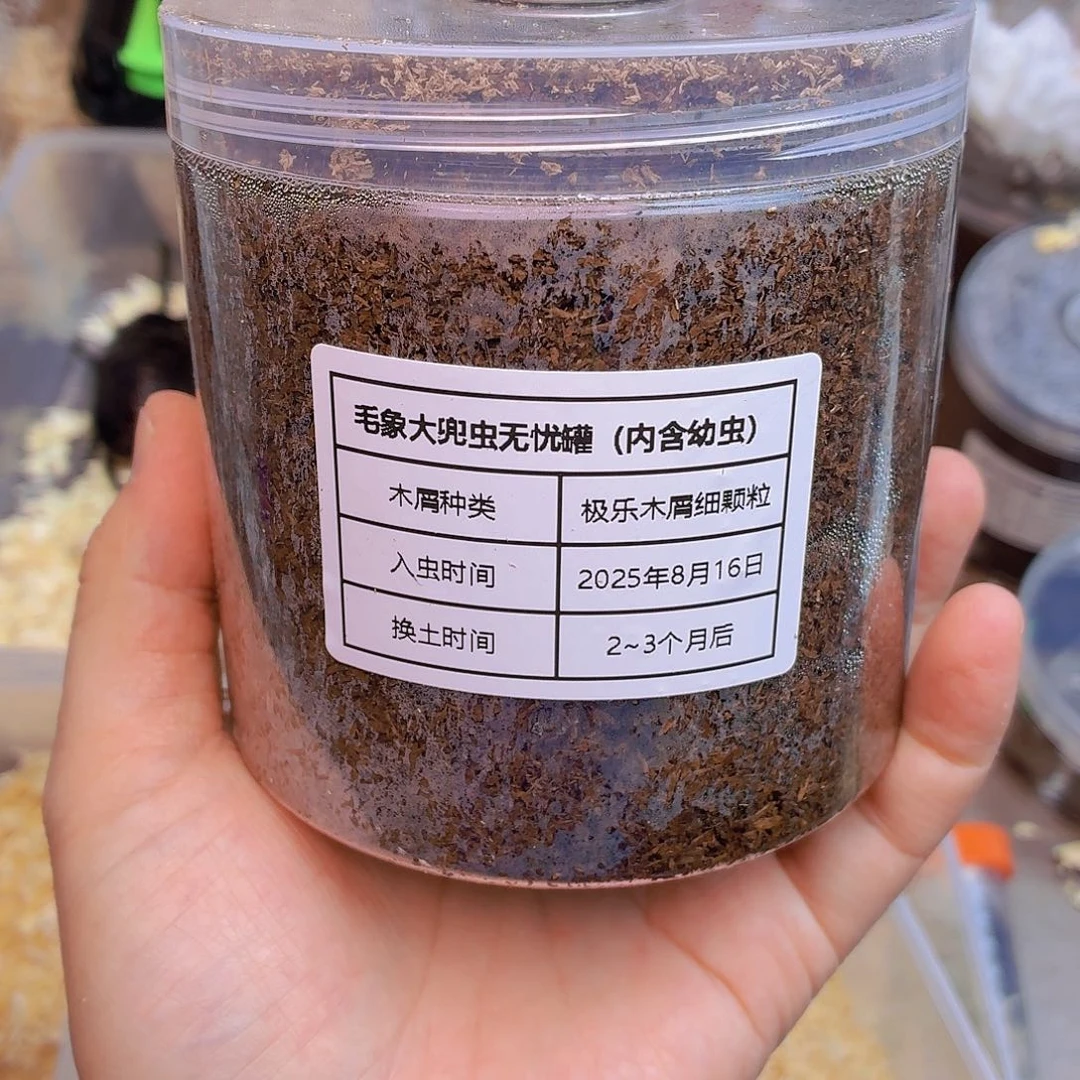 毛象大兜虫无忧罐（内含幼虫）
木屑种类 极乐木屑细颗粒
入虫时间 2025年8月16日
换土时间 2~3个月后